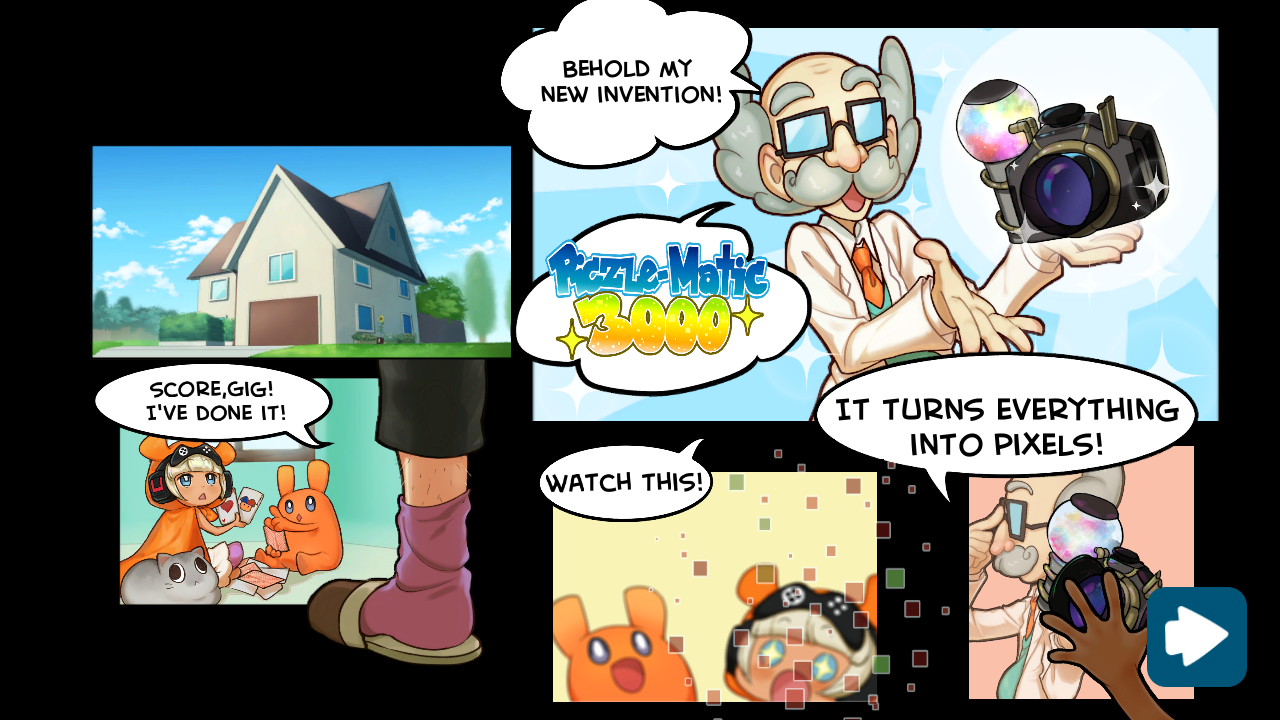 SCORE,GIG!
I'VE DONE IT!
BEHOLD MY
NEW INVENTION!
PiCZLE-MATiC
3000
WATCH THIS!
IT TURNS EVERYTHING
INTO PIXELS!